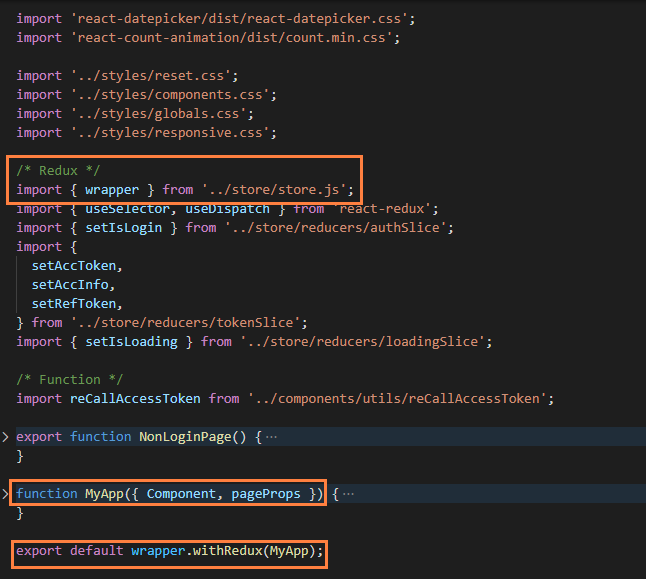 import 'react-datepicker/dist/react-datepicker.css';
import 'react-count-animation/dist/count.min.css';
import '../styles/reset.css';
import '../styles/components.css';
import '../styles/globals.css';
import '../styles/responsive.css';
/* Redux */
import { wrapper } from '../store/store.js';
import { useSelector, useDispatch } from 'react-redux';
import { setIsLogin } from '../store/reducers/authSlice';
import {
  setAccToken,
  setAccInfo,
  setRefToken,
} from '../store/reducers/tokenSlice';
import { setIsLoading } from '../store/reducers/loadingSlice';
/* Function */
import reCallAccessToken from '../components/utils/reCallAccessToken';
export function NonLoginPage() {···
}
function MyApp({ Component, pageProps }) {···
}
export default wrapper.withRedux(MyApp);